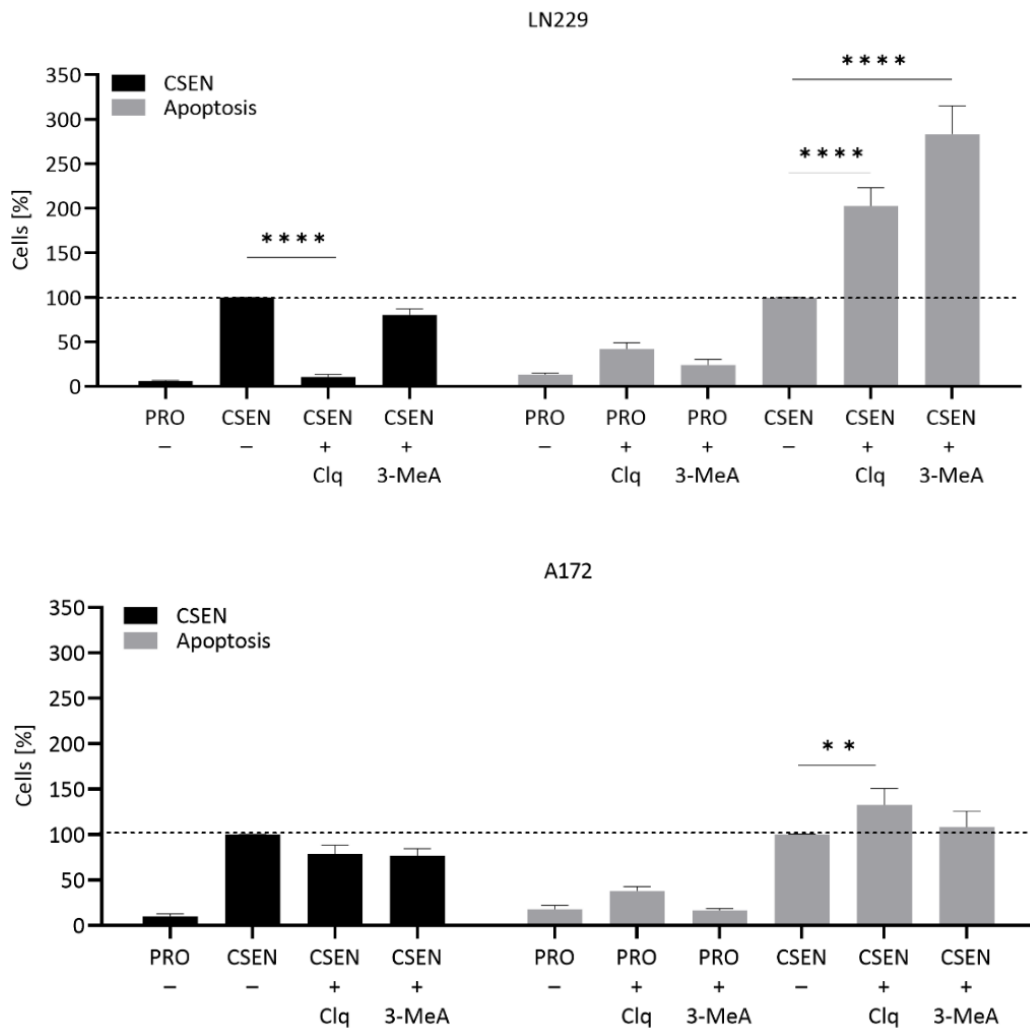 LN229
CSEN
Apoptosis
Cells [%]
350
300
250
200
150
100
50
0
****
****
****
PRO CSEN CSEN CSEN PRO PRO PRO CSEN CSEN CSEN
– – + + – + + – + +
Clq 3-MeA Clq 3-MeA Clq 3-MeA
A172
CSEN
Apoptosis
Cells [%]
350
300
250
200
150
100
50
0
**
PRO CSEN CSEN CSEN PRO PRO PRO CSEN CSEN CSEN
– – + + – + + – + +
Clq 3-MeA Clq 3-MeA Clq 3-MeA